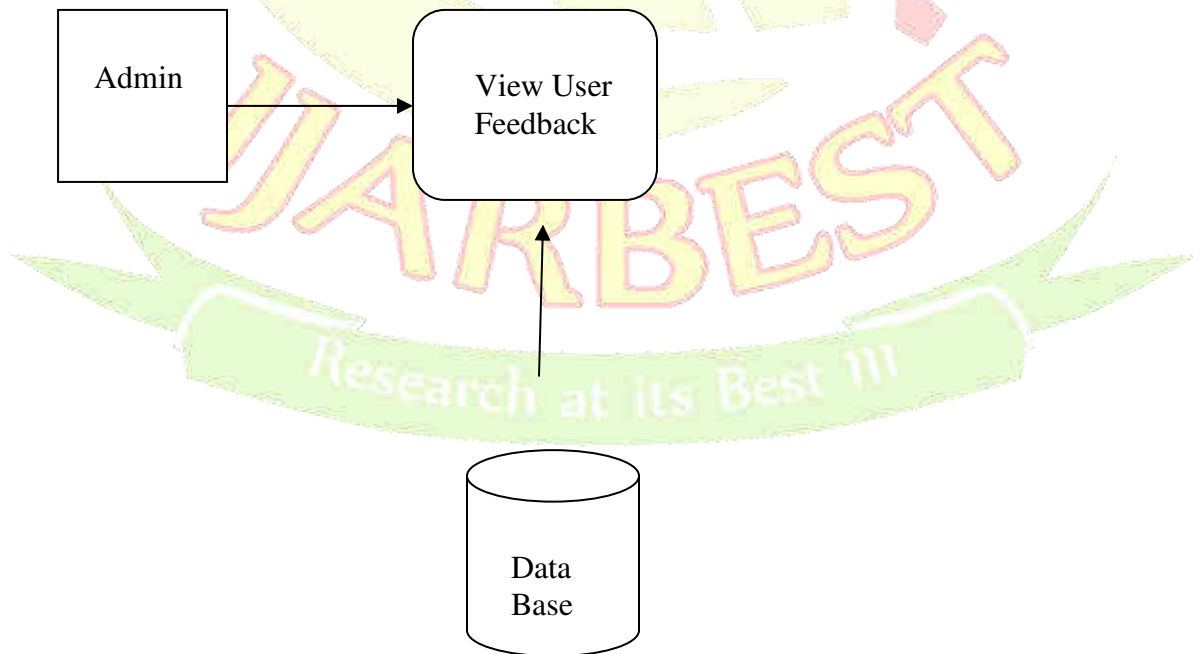 Admin
View User
Feedback
IJARBEST
Research at its Best !!!
Data
Base